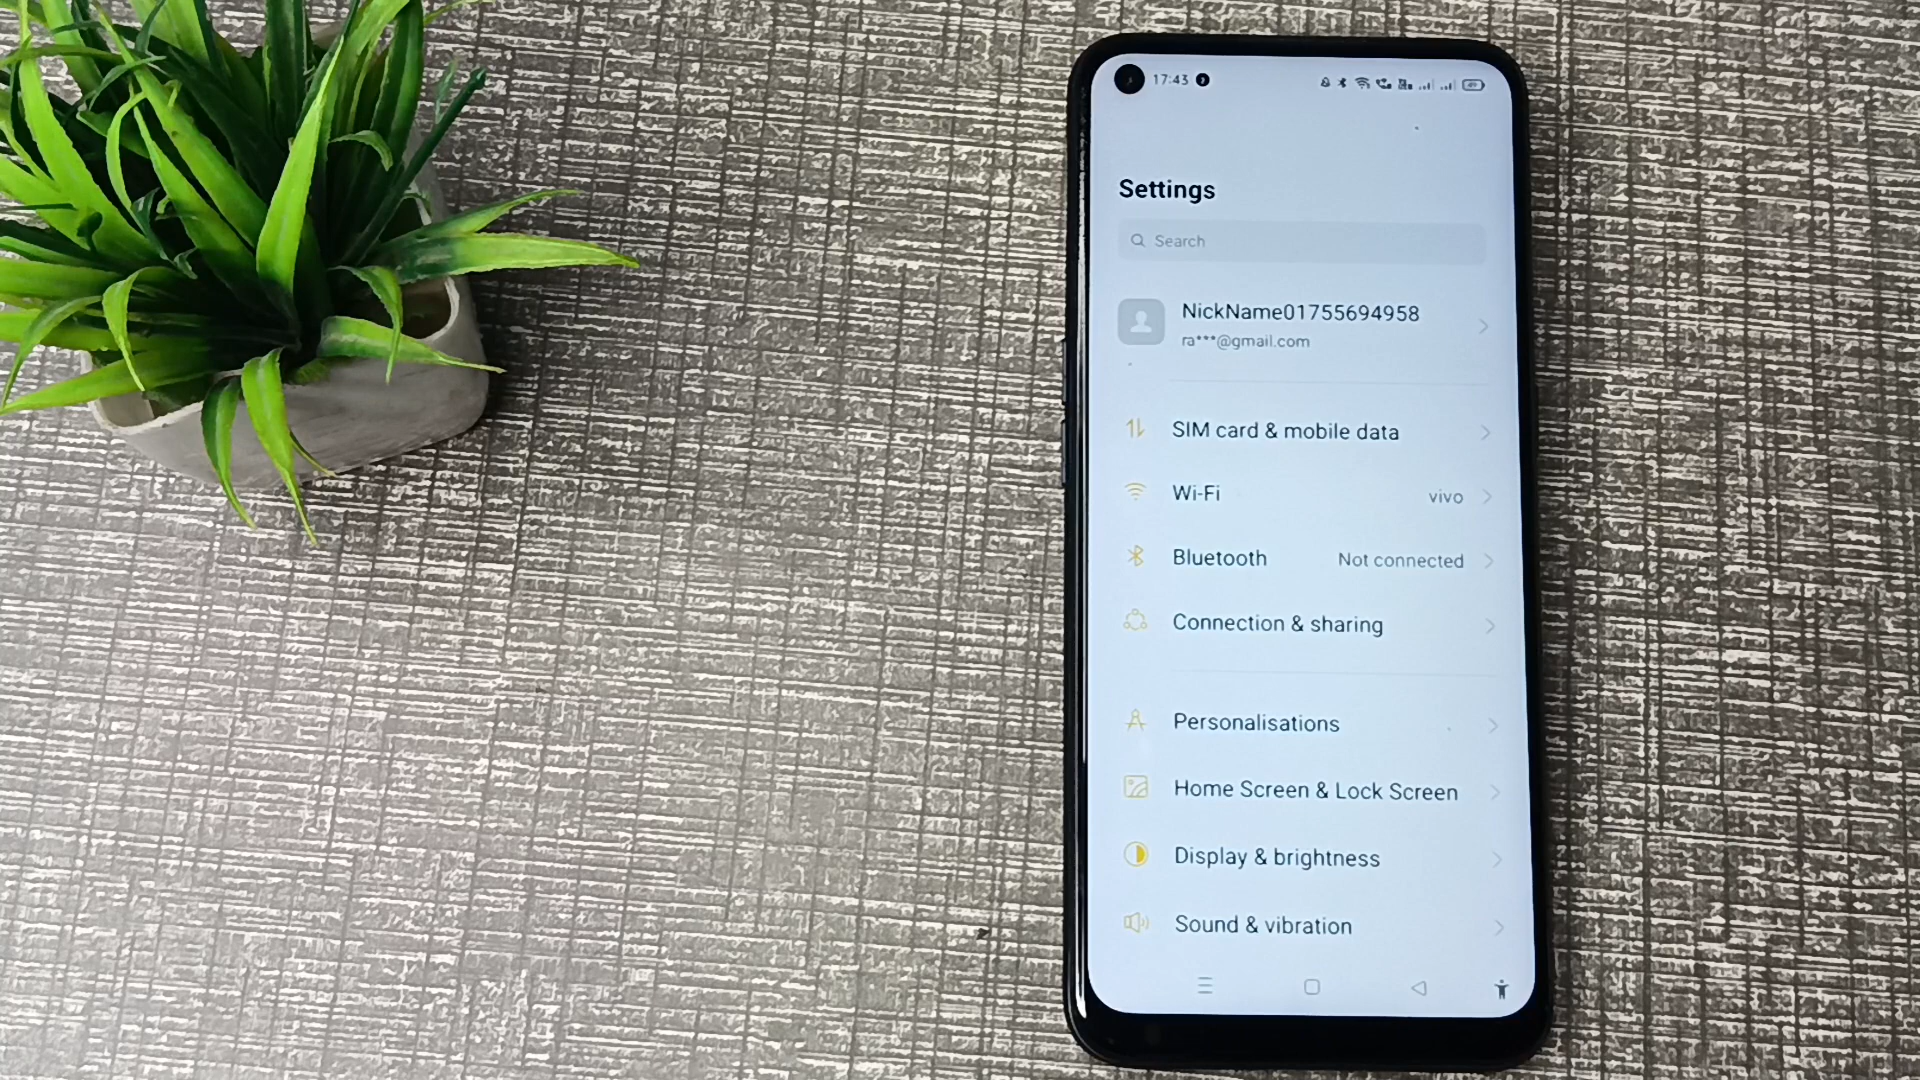 17:43
Settings
Search
NickName01755694958
ra***@gmail.com
SIM card & mobile data
Wi-Fi vivo
Bluetooth Not connected
Connection & sharing
Personalisations
Home Screen & Lock Screen
Display & brightness
Sound & vibration